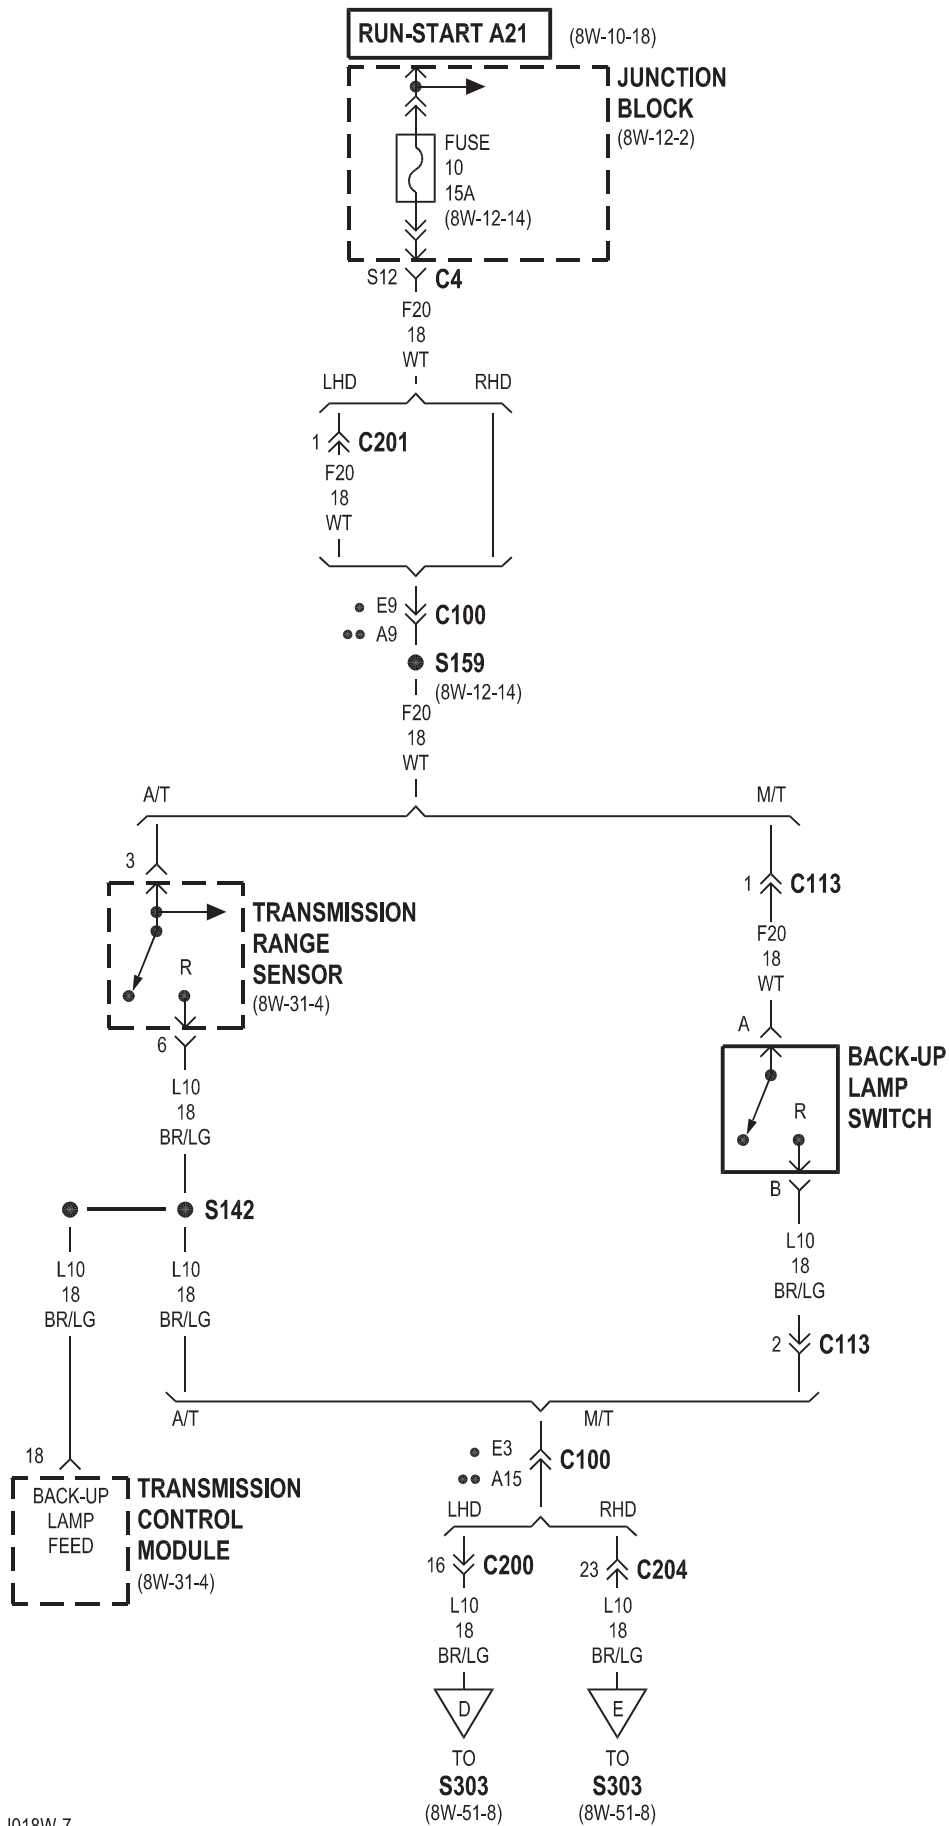 RUN-START A21 (8W-10-18)
JUNCTION
BLOCK
(8W-12-2)
FUSE
10
15A
(8W-12-14)
S12 C4
F20
18
WT
LHD RHD
1 C201
F20
18
WT
E9 C100
A9
S159
(8W-12-14)
F20
18
WT
A/T M/T
3
TRANSMISSION
RANGE
SENSOR
(8W-31-4)
R
6
L10
18
BR/LG
1 C113
F20
18
WT
A
BACK-UP
LAMP
SWITCH
R
B
S142
L10
18
BR/LG
L10
18
BR/LG
L10
18
BR/LG
2 C113
A/T M/T
18
BACK-UP
LAMP
FEED
TRANSMISSION
CONTROL
MODULE
(8W-31-4)
E3 C100
A15
LHD RHD
16 C200
23 C204
L10
18
BR/LG
L10
18
BR/LG
D E
TO
S303
(8W-51-8)
TO
S303
(8W-51-8)